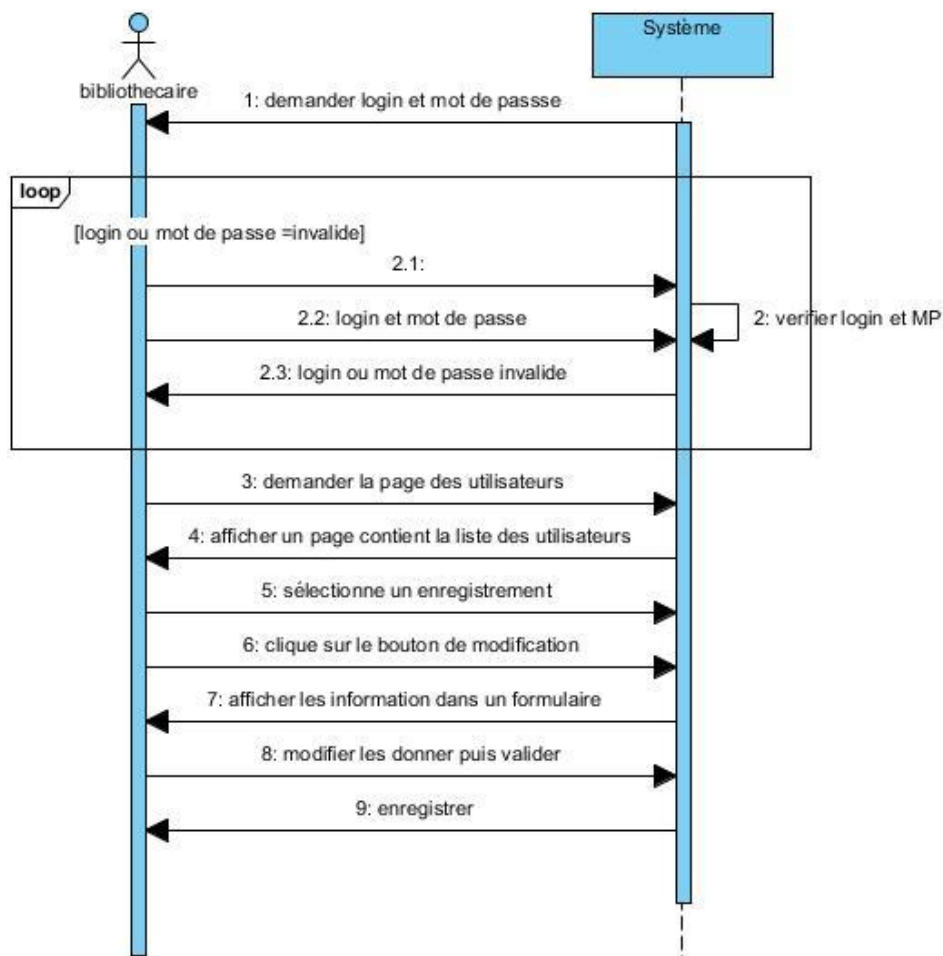 Système
bibliothecaire
1: demander login et mot de passse
loop
[login ou mot de passe =invalide]
2.1:
2.2: login et mot de passe
2: verifier login et MP
2.3: login ou mot de passe invalide
3: demander la page des utilisateurs
4: afficher un page contient la liste des utilisateurs
5: sélectionne un enregistrement
6: clique sur le bouton de modification
7: afficher les information dans un formulaire
8: modifier les donner puis valider
9: enregistrer